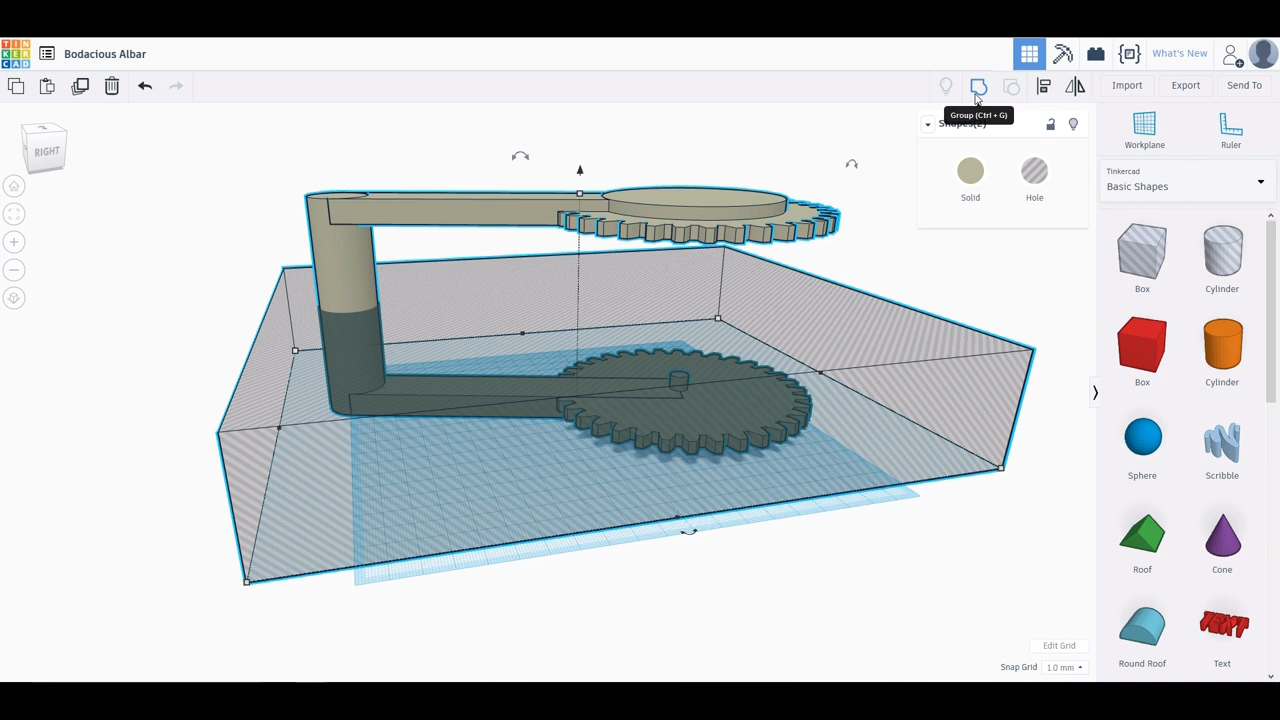 TIN
KER
CAD
Bodacious Albar
What's New
Import
Export
Send To
Group (Ctrl + G)
RIGHT
Solid
Hole
Workplane
Ruler
Tinkercad
Basic Shapes
Box
Cylinder
Box
Cylinder
Sphere
Scribble
Roof
Cone
TEXT
Round Roof
Text
Edit Grid
Snap Grid
1.0 mm